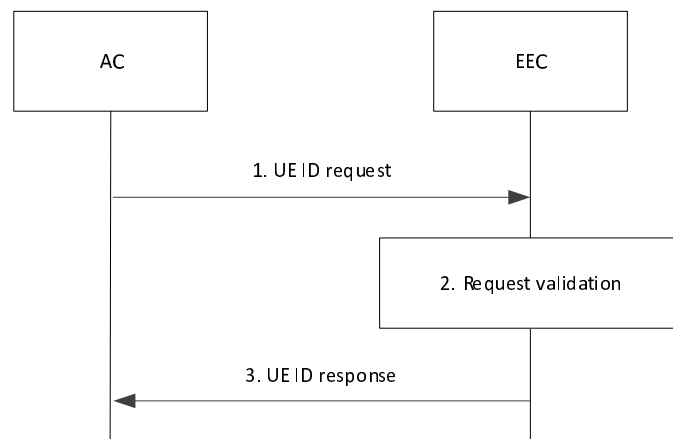 AC
EEC
1. UE ID request
2. Request validation
3. UE ID response